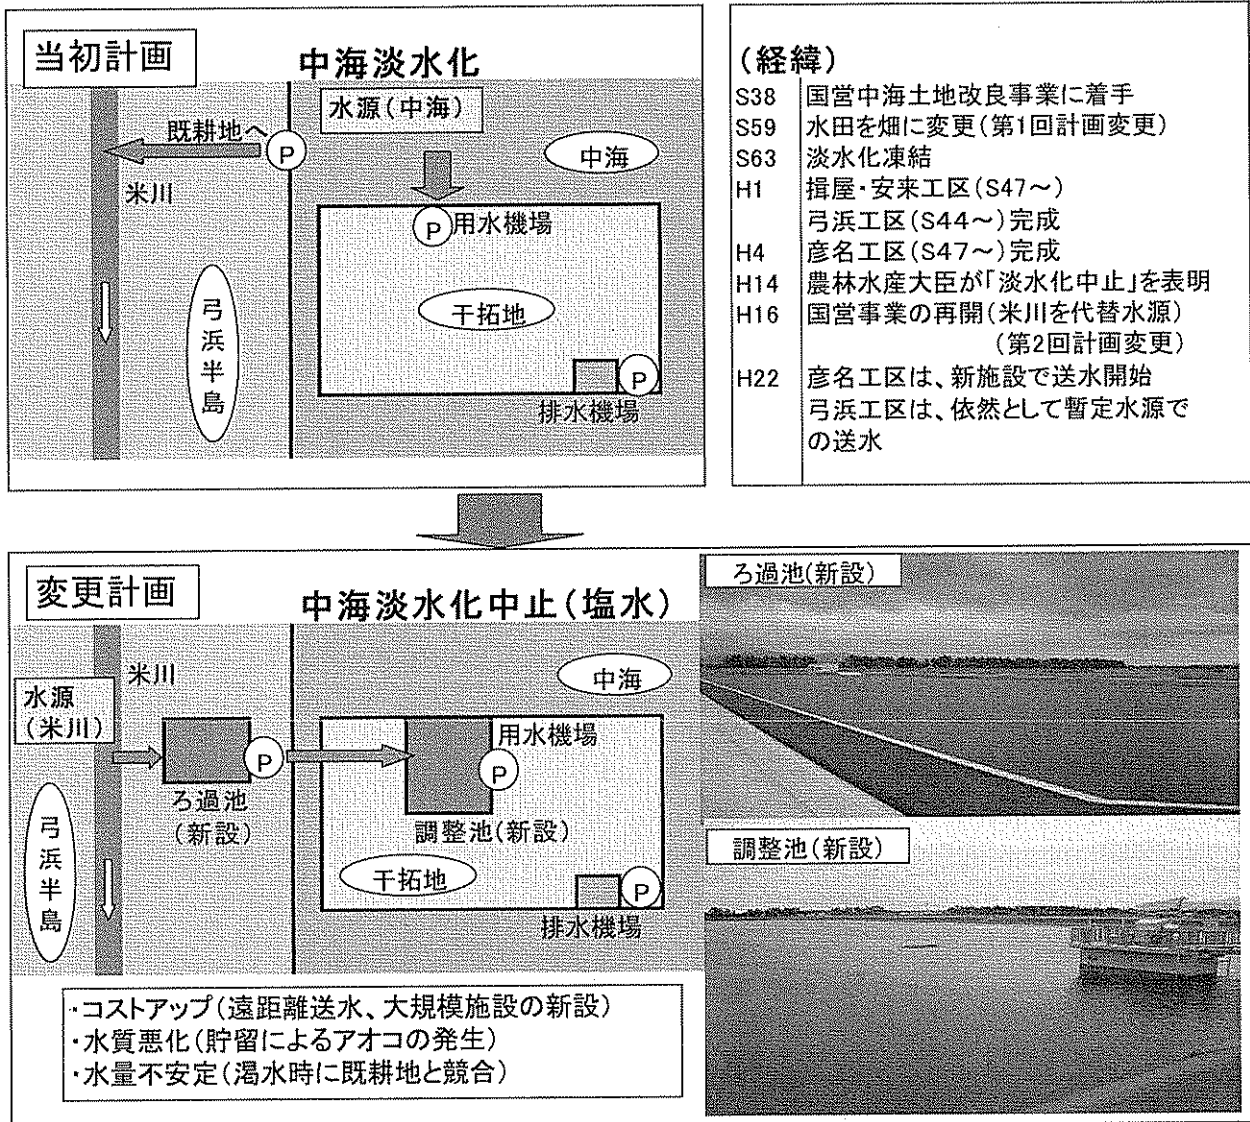 当初計画
中海淡水化
水源(中海)
既耕地へ
P
中海
米川
P
用水機場
弓浜半島
干拓地
P
排水機場
(経緯)
S38 国営中海土地改良事業に着手
S59 水田を畑に変更(第1回計画変更)
S63 淡水化凍結
H1 揖屋・安来工区(S47～)
弓浜工区(S44～)完成
H4 彦名工区(S47～)完成
H14 農林水産大臣が「淡水化中止」を表明
H16 国営事業の再開(米川を代替水源)
(第2回計画変更)
H22 彦名工区は、新施設で送水開始
弓浜工区は、依然として暫定水源で
の送水
変更計画
中海淡水化中止(塩水)
米川
中海
水源
(米川)
P
用水機場
P
ろ過池
(新設)
調整池(新設)
弓浜半島
干拓地
P
排水機場
・コストアップ(遠距離送水、大規模施設の新設)
・水質悪化(貯留によるアオコの発生)
・水量不安定(渇水時に既耕地と競合)
ろ過池(新設)
調整池(新設)